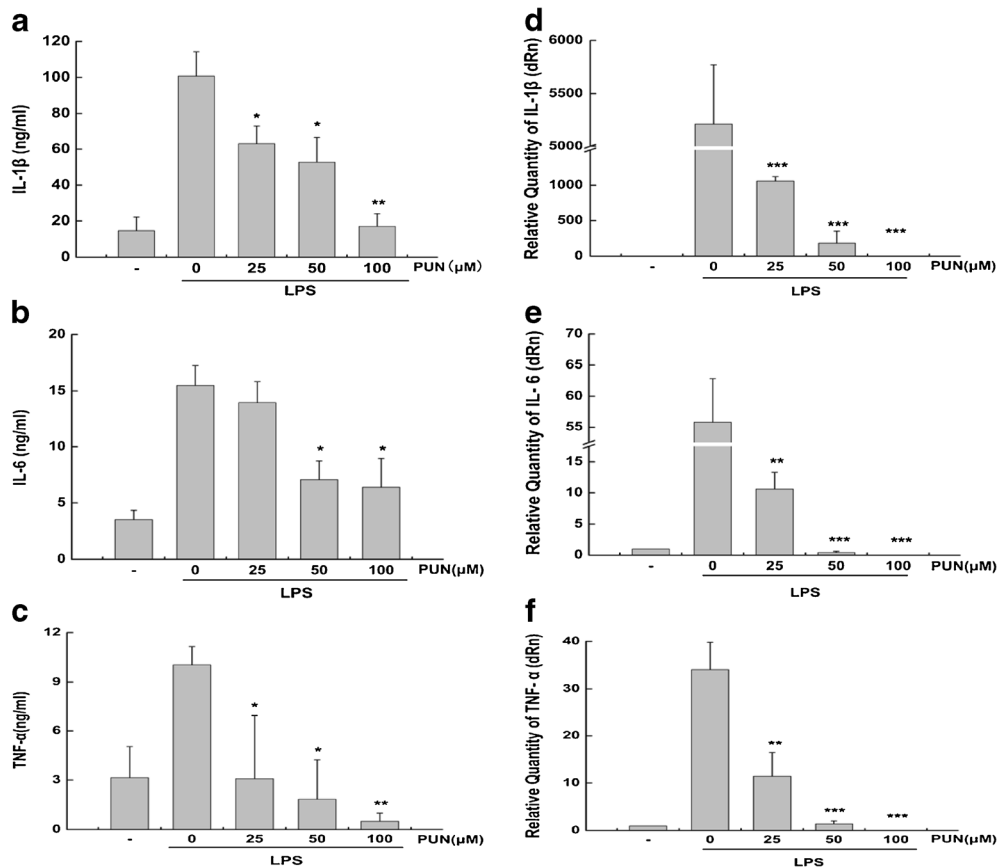 a
IL-1β (ng/ml)
120
100
80
60
40
20
0
*
*
**
- 0 25 50 100 PUN（μM）
LPS
b
IL-6 (ng/ml)
20
15
10
5
0
*
*
- 0 25 50 100 PUN(μM)
LPS
c
TNF-α(ng/ml)
12
9
6
3
0
*
*
**
- 0 25 50 100 PUN(μM)
LPS
d
Relative Quantity of IL-1β (dRn)
6000
5500
5000
1000
500
0
***
***
***
- 0 25 50 100 PUN(μM)
LPS
e
Relative Quantity of IL- 6 (dRn)
70
65
60
55
15
10
5
0
**
***
***
- 0 25 50 100 PUN(μM)
LPS
f
Relative Quantity of TNF- α (dRn)
40
30
20
10
0
**
***
***
- 0 25 50 100 PUN(μM)
LPS